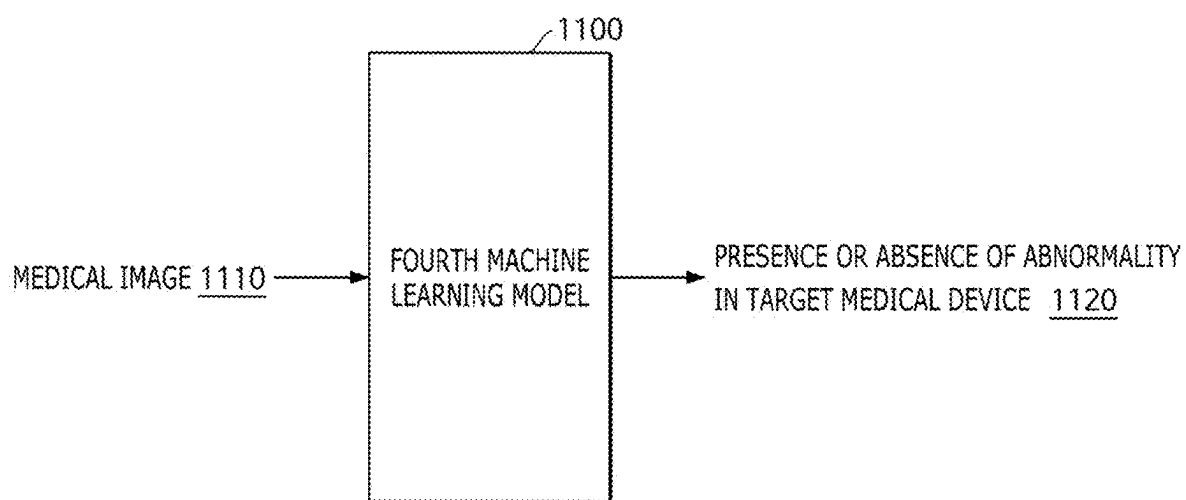 1100
MEDICAL IMAGE 1110
FOURTH MACHINE
LEARNING MODEL
PRESENCE OR ABSENCE OF ABNORMALITY
IN TARGET MEDICAL DEVICE 1120